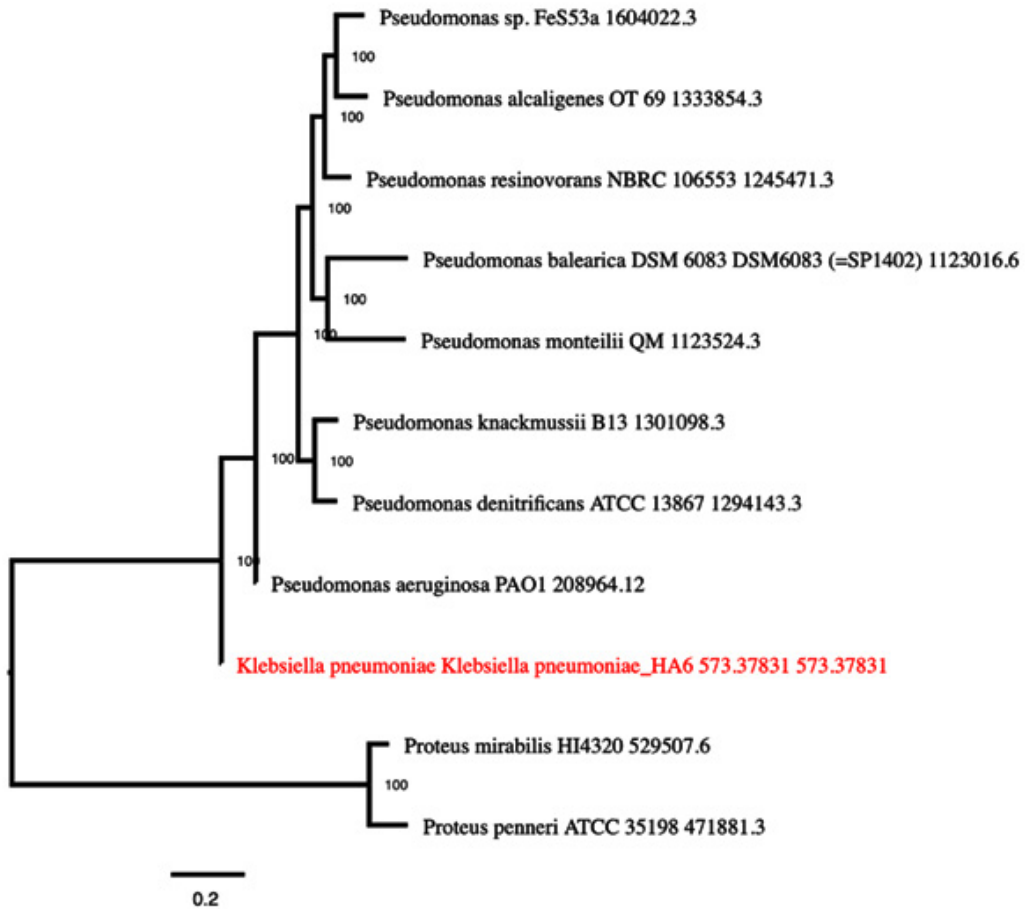 Pseudomonas sp. FeS53a 1604022.3
100
Pseudomonas alcaligenes OT 69 1333854.3
100
Pseudomonas resinovorans NBRC 106553 1245471.3
100
Pseudomonas balearica DSM 6083 DSM6083 (=SP1402) 1123016.6
100
100
Pseudomonas monteilii QM 1123524.3
Pseudomonas knackmussii B13 1301098.3
100
100
Pseudomonas denitrificans ATCC 13867 1294143.3
100
Pseudomonas aeruginosa PAO1 208964.12
Klebsiella pneumoniae Klebsiella pneumoniae_HA6 573.37831 573.37831
Proteus mirabilis HI4320 529507.6
100
Proteus penneri ATCC 35198 471881.3
0.2